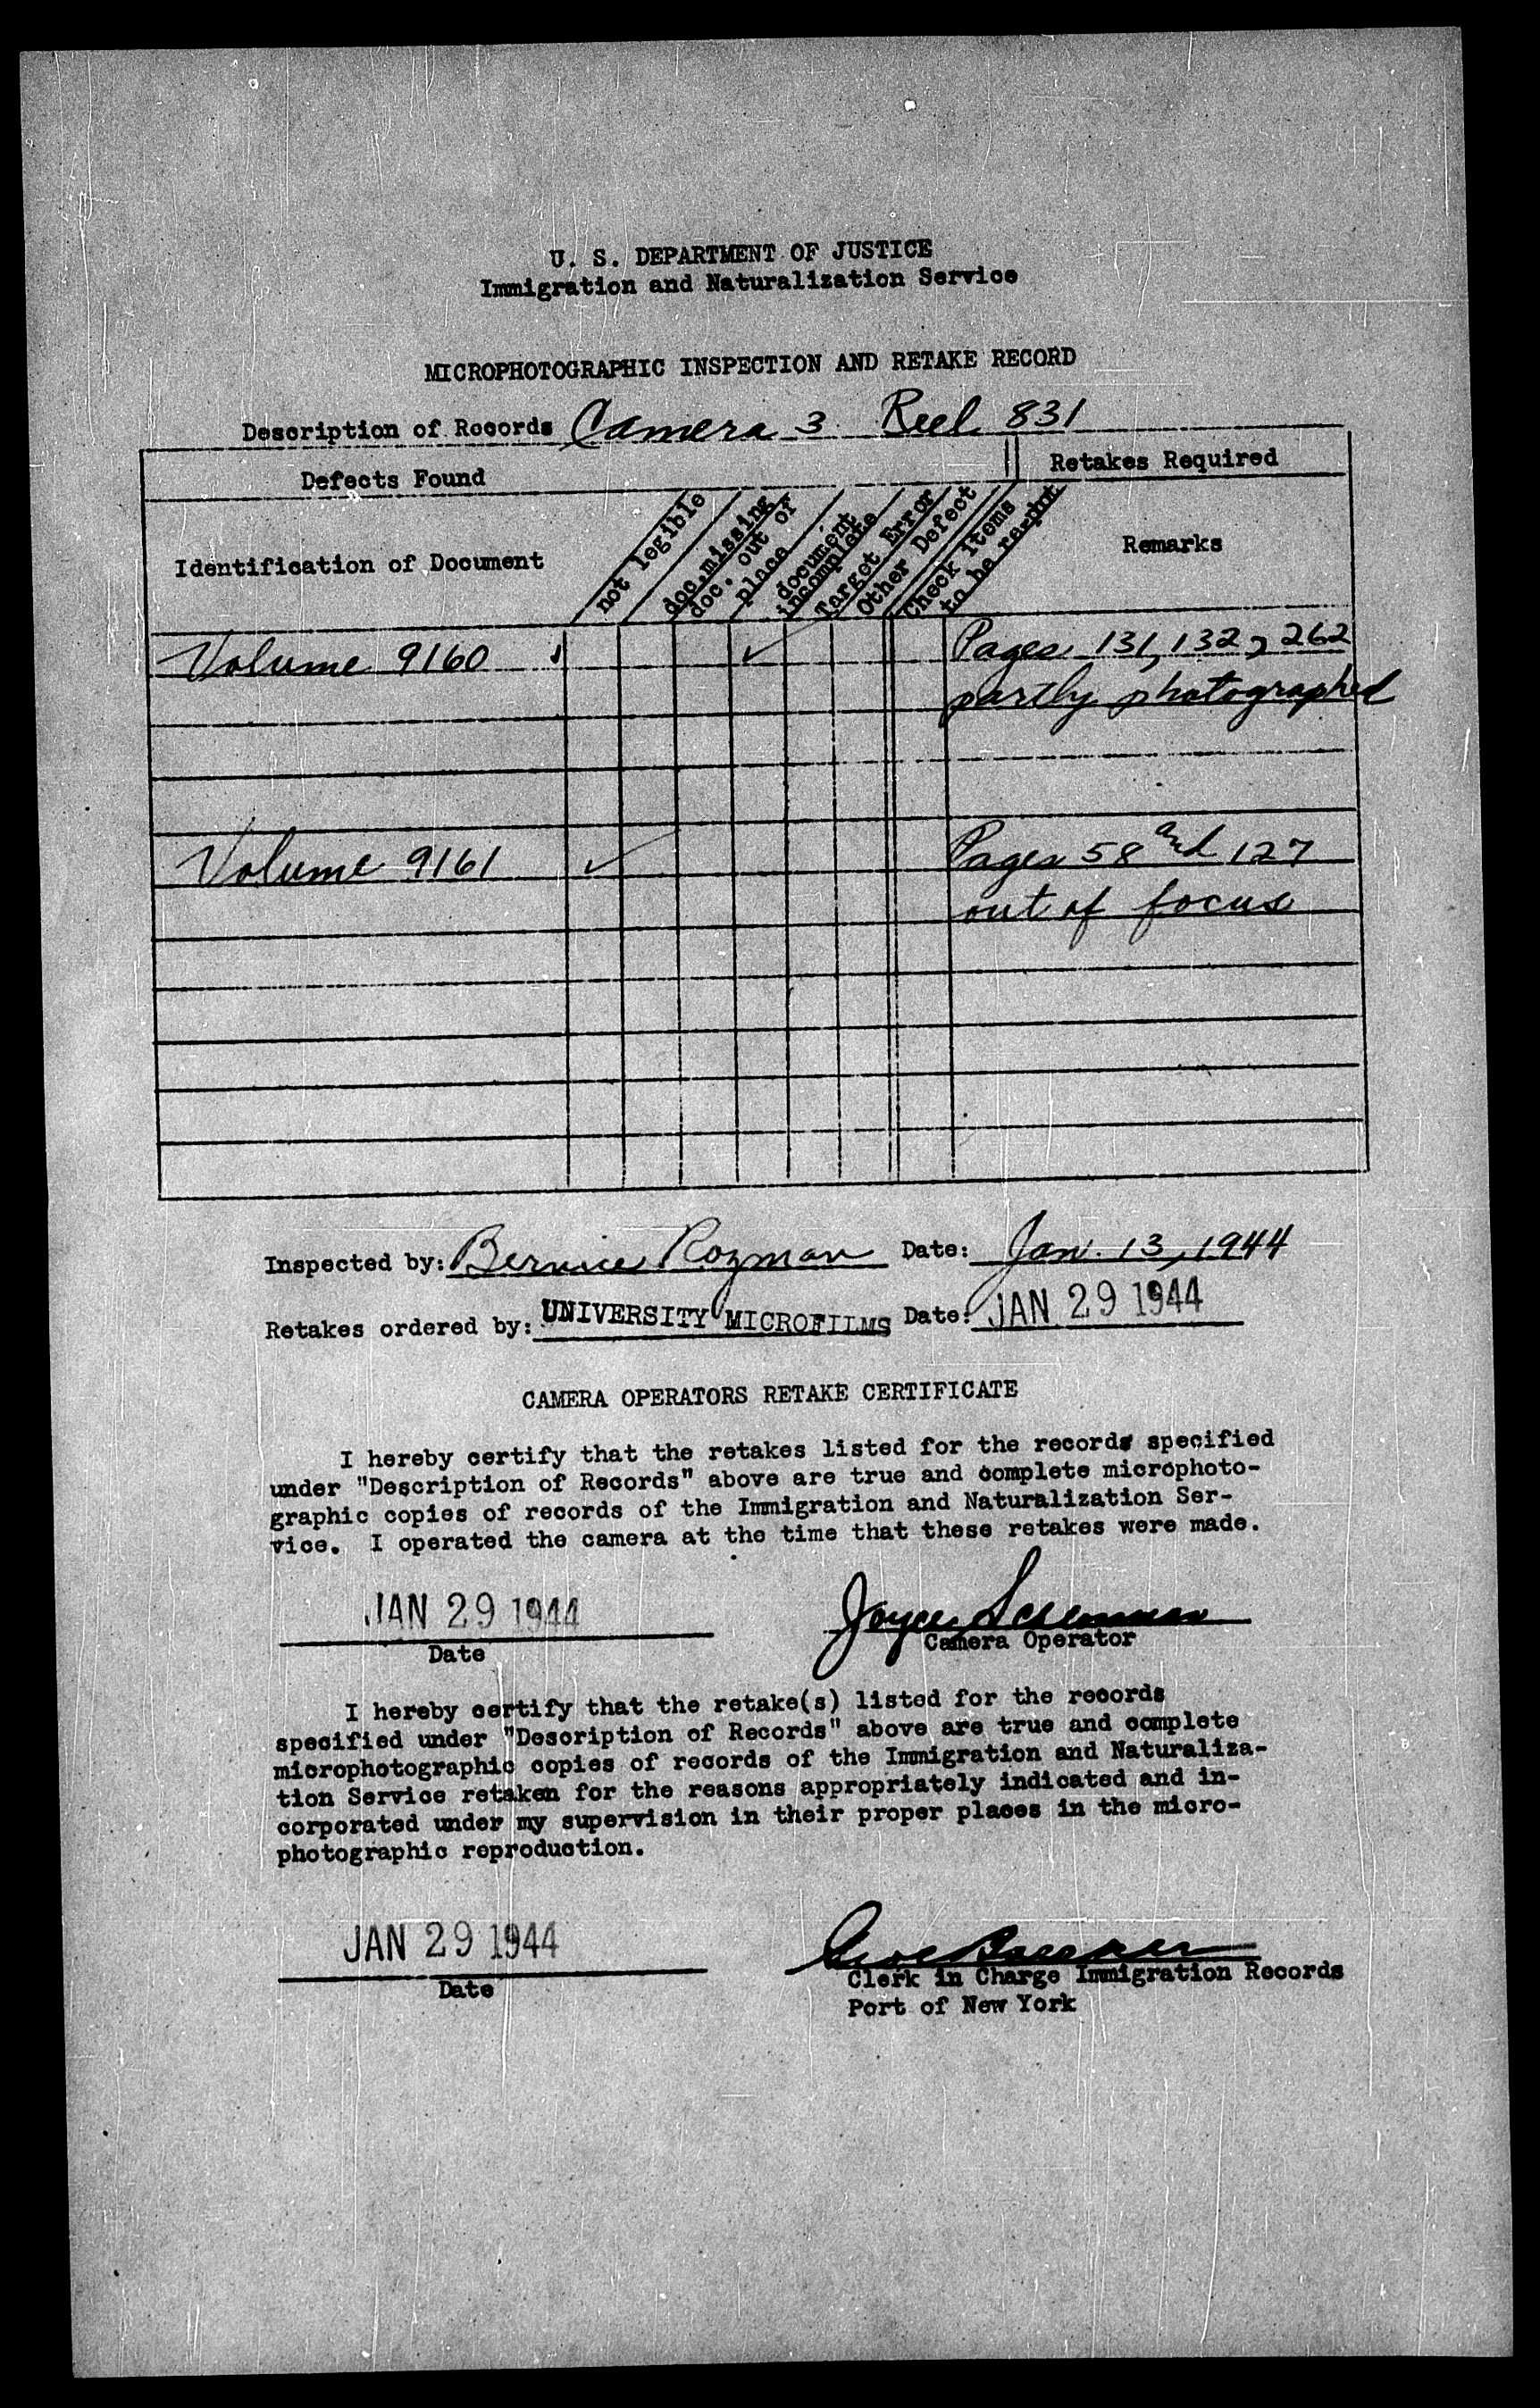 U. S. DEPARTMENT OF JUSTICE
Immigration and Naturalization Service
MICROPHOTOGRAPHIC INSPECTION AND RETAKE RECORD
Description of Records Camera 3 Reel 831
Defects Found
Retakes Required
Identification of Document
not legible
doc. missing
doc. out of
place
document
incomplete
Target Error
Other Defect
Check items
to be re-phot
Remarks
Volume 9160 ✓ Pages 131, 132, 262
partly photographed
Volume 9161 ✓ Pages 58 and 127
out of focus
Inspected by: Bernice Rozman Date: Jan. 13, 1944
Retakes ordered by: UNIVERSITY MICROFILMS Date: JAN 29 1944
CAMERA OPERATORS RETAKE CERTIFICATE
I hereby certify that the retakes listed for the records specified
under "Description of Records" above are true and complete microphoto-
graphic copies of records of the Immigration and Naturalization Ser-
vice. I operated the camera at the time that these retakes were made.
JAN 29 1944 Joyce
Date
Camera Operator
I hereby certify that the retake(s) listed for the records
specified under "Description of Records" above are true and complete
microphotographic copies of records of the Immigration and Naturaliza-
tion Service retaken for the reasons appropriately indicated and in-
corporated under my supervision in their proper places in the micro-
photographic reproduction.
JAN 29 1944
Date
Clerk in Charge Immigration Records
Port of New York